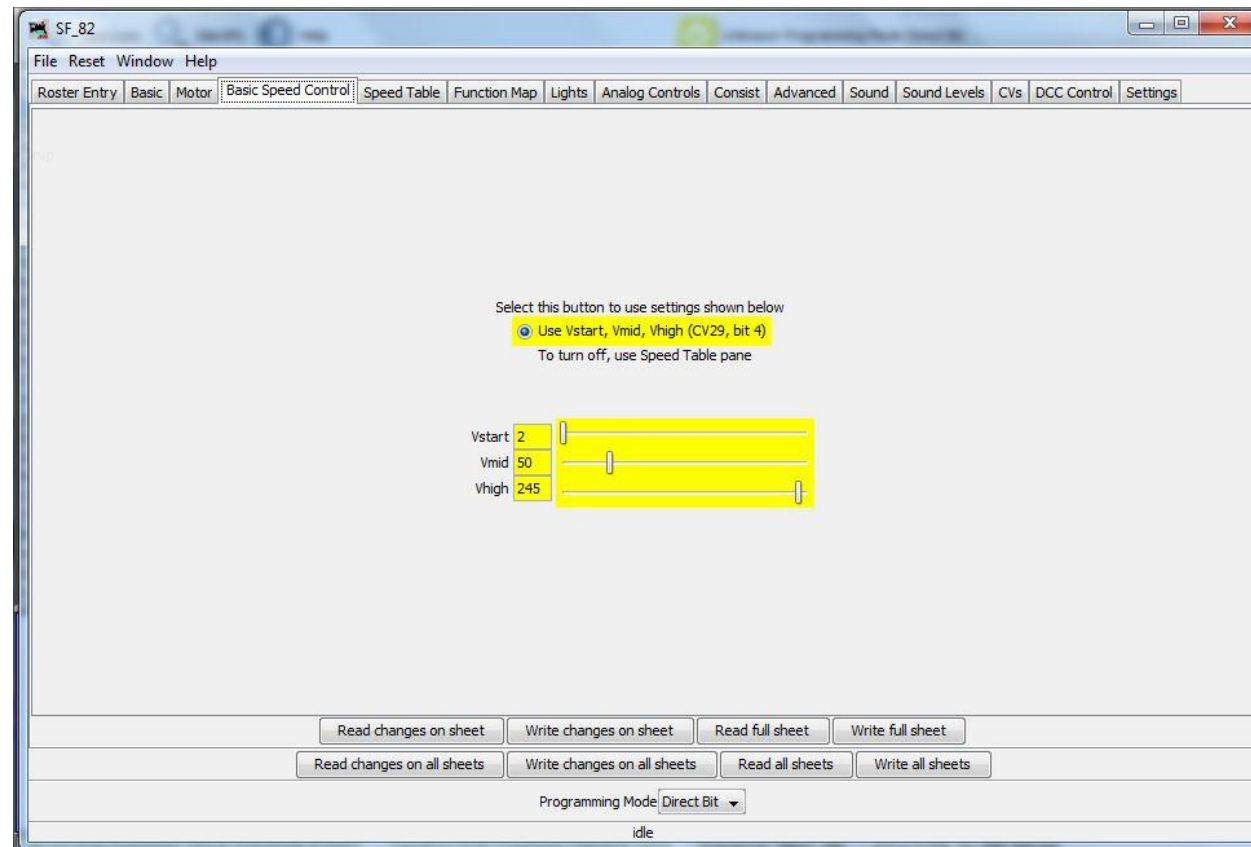 SF_82
File Reset Window Help
Roster Entry Basic Motor Basic Speed Control Speed Table Function Map Lights Analog Controls Consist Advanced Sound Sound Levels CVs DCC Control Settings
Select this button to use settings shown below
Use Vstart, Vmid, Vhigh (CV29, bit 4)
To turn off, use Speed Table pane
Vstart 2
Vmid 50
Vhigh 245
Read changes on sheet Write changes on sheet Read full sheet Write full sheet
Read changes on all sheets Write changes on all sheets Read all sheets Write all sheets
Programming Mode Direct Bit
idle